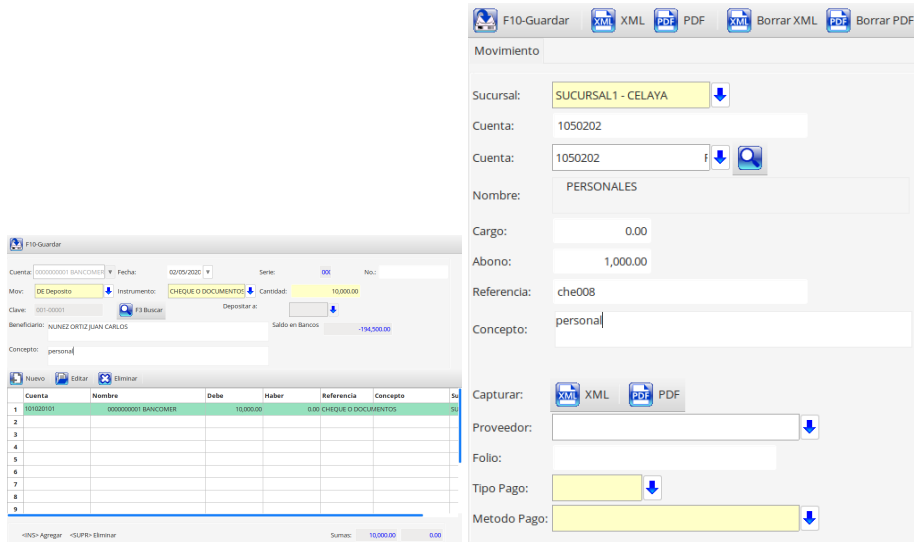 F10-Guardar XML PDF Borrar XML Borrar PDF
Movimiento
Sucursal: SUCURSAL1 - CELAYA
Cuenta: 1050202
Cuenta: 1050202 F
Nombre: PERSONALES
Cargo: 0.00
Abono: 1,000.00
Referencia: che008
Concepto: personal
Capturar: XML PDF
Proveedor:
Folio:
Tipo Pago:
Metodo Pago:
F10-Guardar
Cuenta: 0000000001 BANCOMER Fecha: 02/05/202 Serie: 00 No.:
Mov: DE Deposito Instrumento: CHEQUE O DOCUMENTOS Cantidad: 10,000.00
Clave: 001-00001 F3 Buscar Depositar a:
Beneficiario: NUNEZ ORTIZ JUAN CARLOS Saldo en Bancos -194,500.00
Concepto: personal
Nuevo Editar Eliminar
Cuenta Nombre Debe Haber Referencia Concepto Su
1 101020101 0000000001 BANCOMER 10,000.00 0.00 CHEQUE O DOCUMENTOS SU
2
3
4
5
6
7
8
9
<INS> Agregar <SUPR> Eliminar Sumas: 10,000.00 0.00